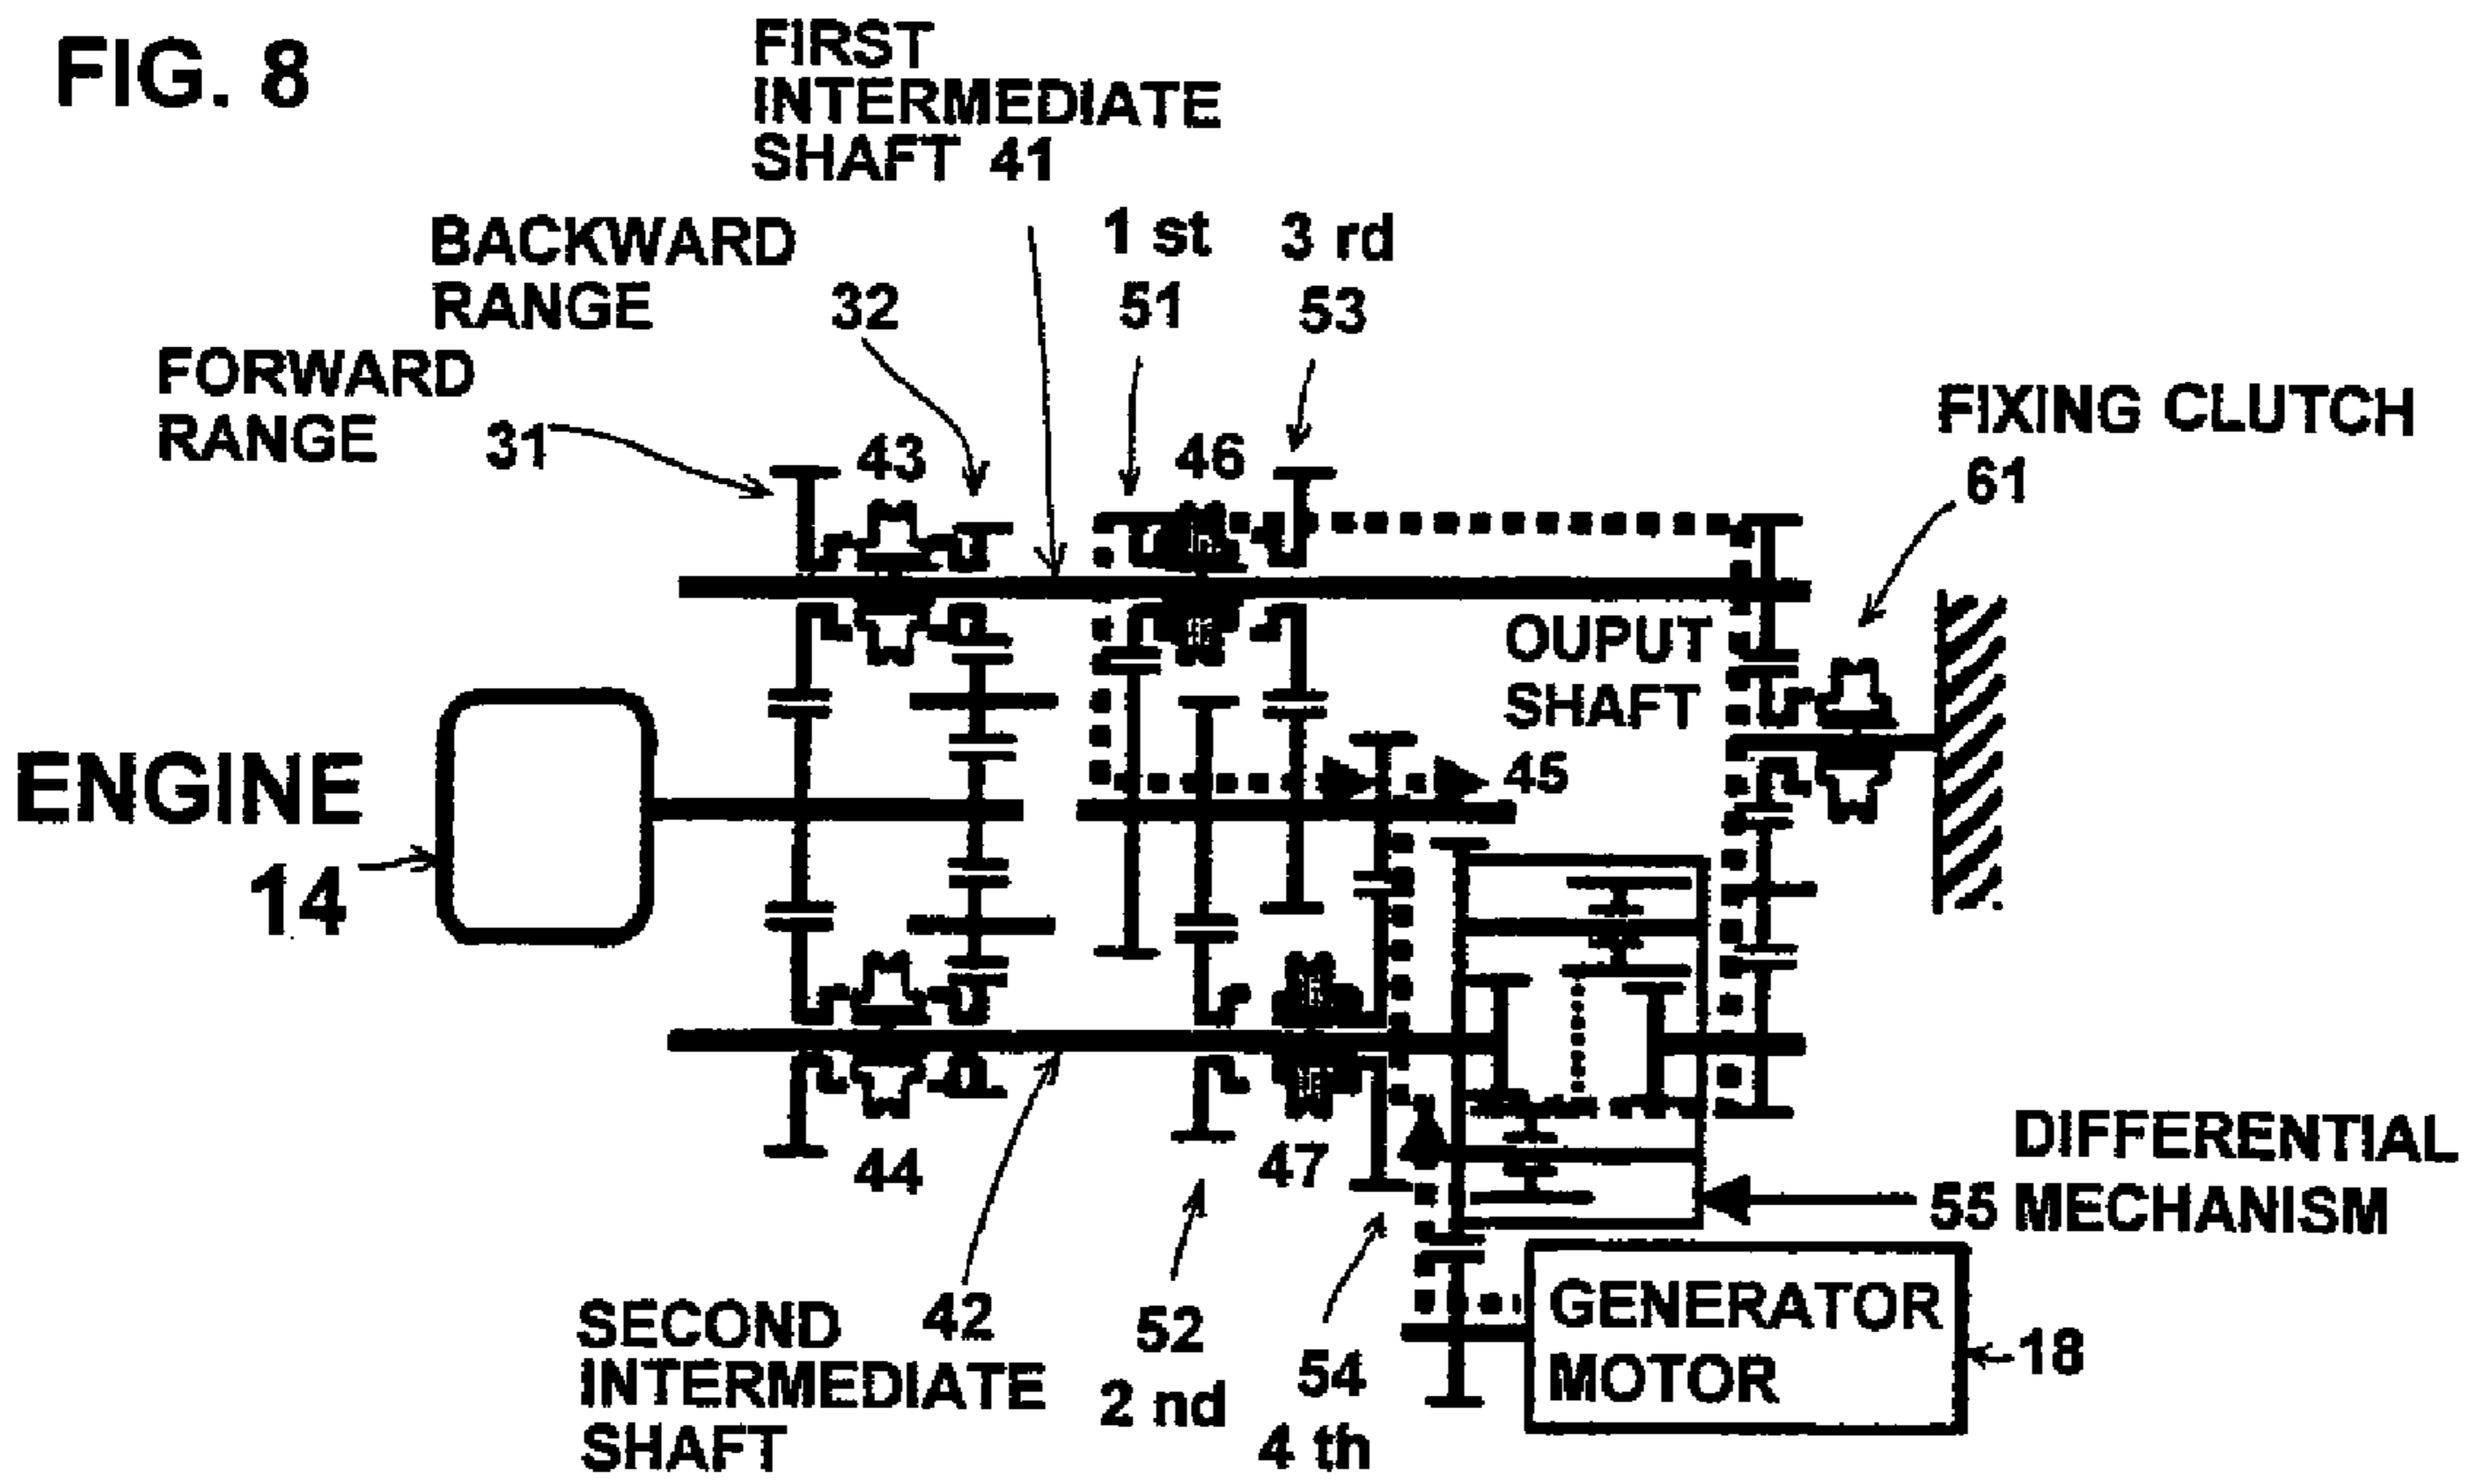 FIG. 8
FIRST
INTERMEDIATE
SHAFT 41
BACKWARD
RANGE 32
1 st
51
3 rd
53
FORWARD
RANGE 31
43
46
FIXING CLUTCH
61
OUPUT
SHAFT
45
ENGINE
14
44
47
DIFFERENTIAL
55 MECHANISM
SECOND
INTERMEDIATE
SHAFT
42
52
2 nd
54
4 th
GENERATOR
MOTOR
18